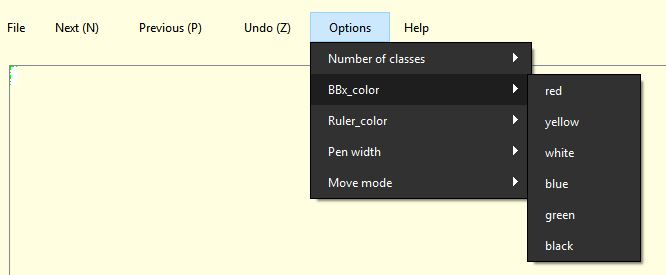 File Next (N) Previous (P) Undo (Z) Options Help
Number of classes
BBx_color
Ruler_color
Pen width
Move mode
red
yellow
white
blue
green
black